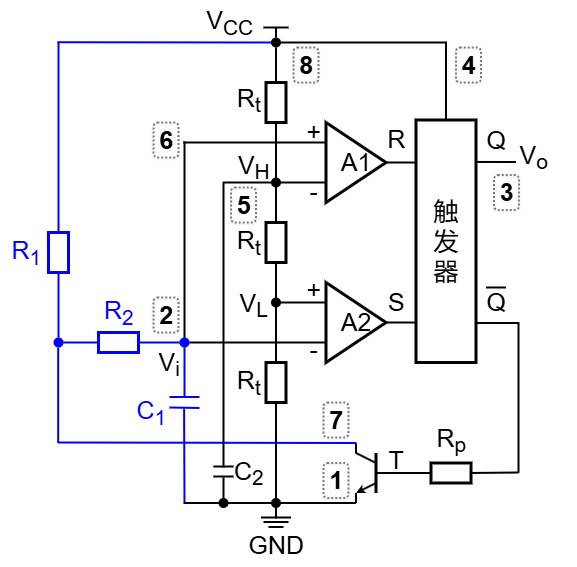 VCC
8
4
Rt
6
+
A1
R
Q
Vo
VH
-
3
5
触发器
R1
Rt
R2
2
VL
+
A2
S
Q̅
Vi
-
C1
Rt
7
C2
1
T
Rp
GND